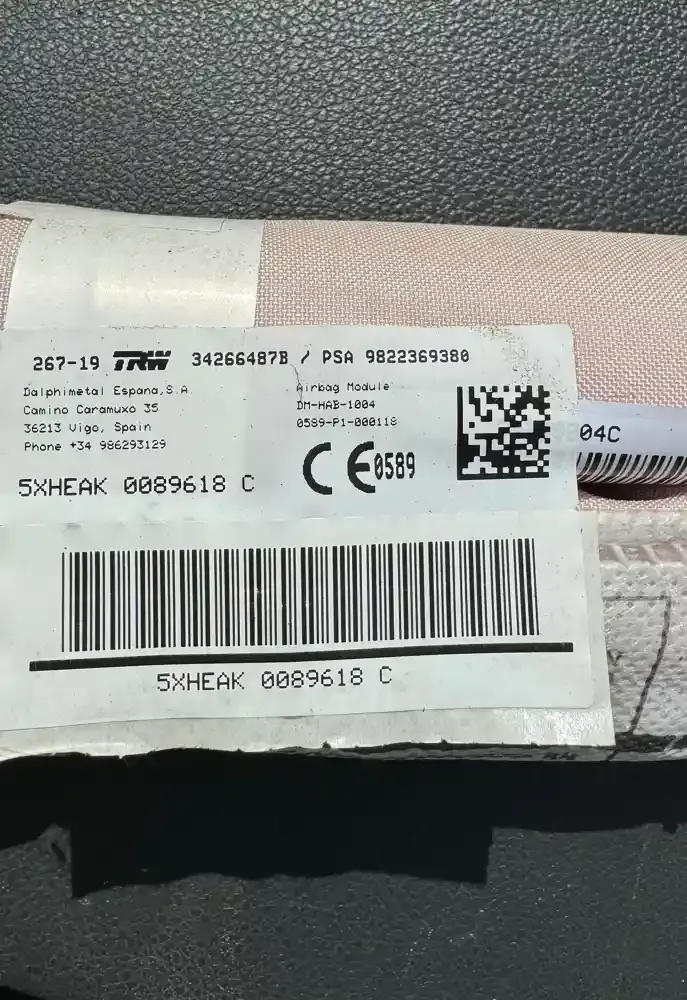 267-19 TRW 34266487B / PSA 9822369380
Dalphimetal Espana,S.A.
Camino Caramuxo 35
36213 Vigo, Spain
Phone +34 986293129
Airbag Module
DM-HAB-1004
0589-P1-000118
CE 0589
5XHEAK 0089618 C
04C
5XHEAK 0089618 C